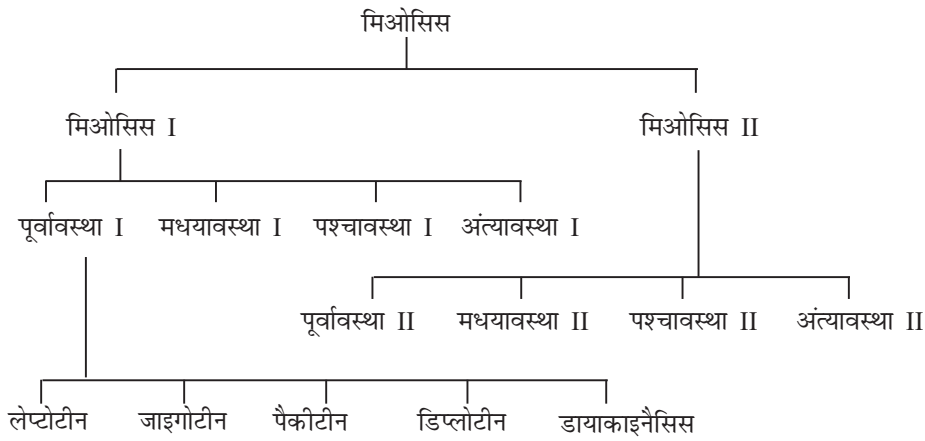 मिओसिस
मिओसिस I मिओसिस II
पूर्वावस्था I मधयावस्था I पश्चावस्था I अंत्यावस्था I
पूर्वावस्था II मधयावस्था II पश्चावस्था II अंत्यावस्था II
लेप्टोटीन जाइगोटीन पैकीटीन डिप्लोटीन डायाकाइनैसिस